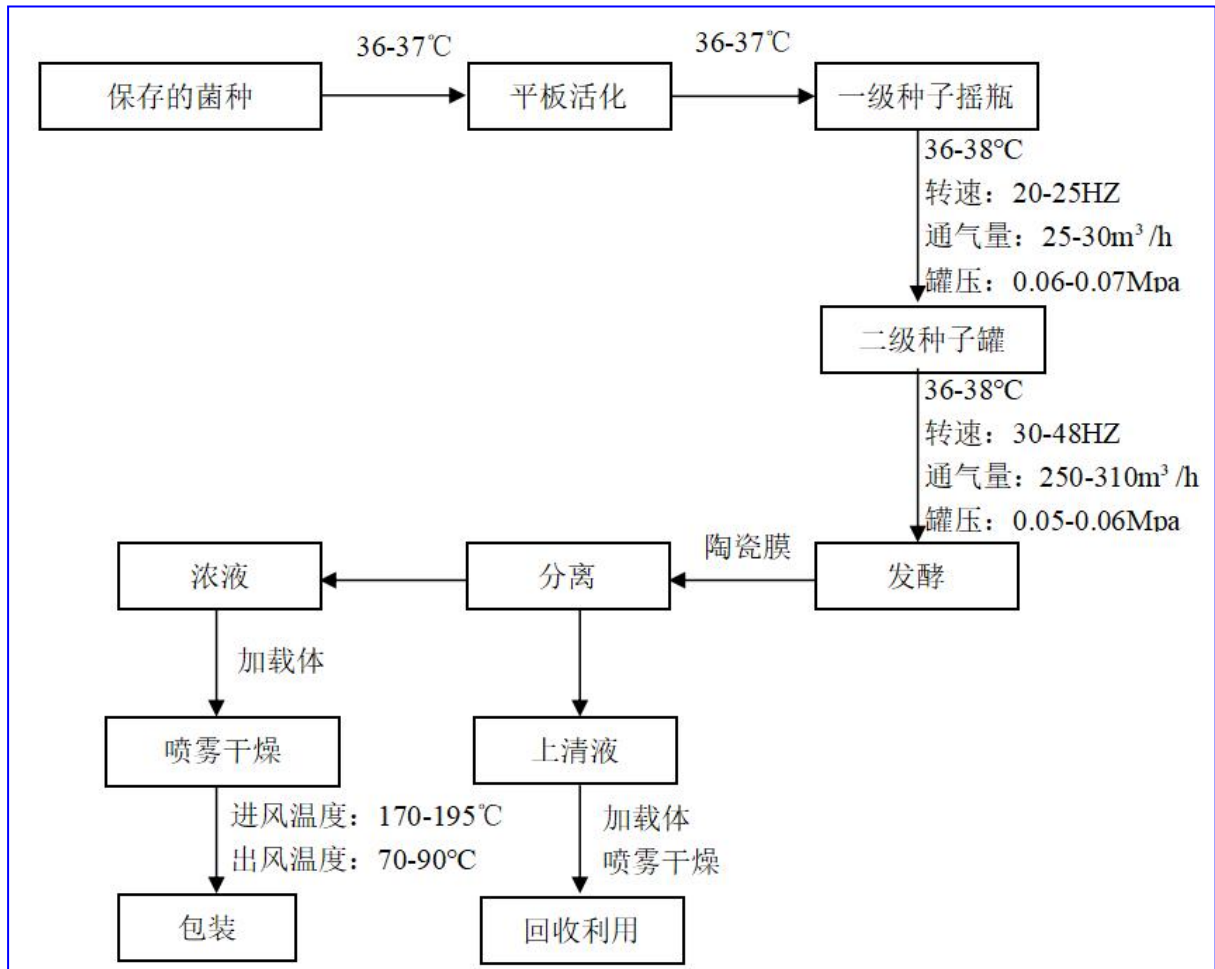 36-37℃
36-37℃
保存的菌种
平板活化
一级种子摇瓶
36-38℃
转速：20-25HZ
通气量：25-30m³/h
罐压：0.06-0.07Mpa
二级种子罐
36-38℃
转速：30-48HZ
通气量：250-310m³/h
罐压：0.05-0.06Mpa
陶瓷膜
浓液
分离
发酵
加载体
喷雾干燥
上清液
进风温度：170-195℃
出风温度：70-90℃
加载体
喷雾干燥
包装
回收利用